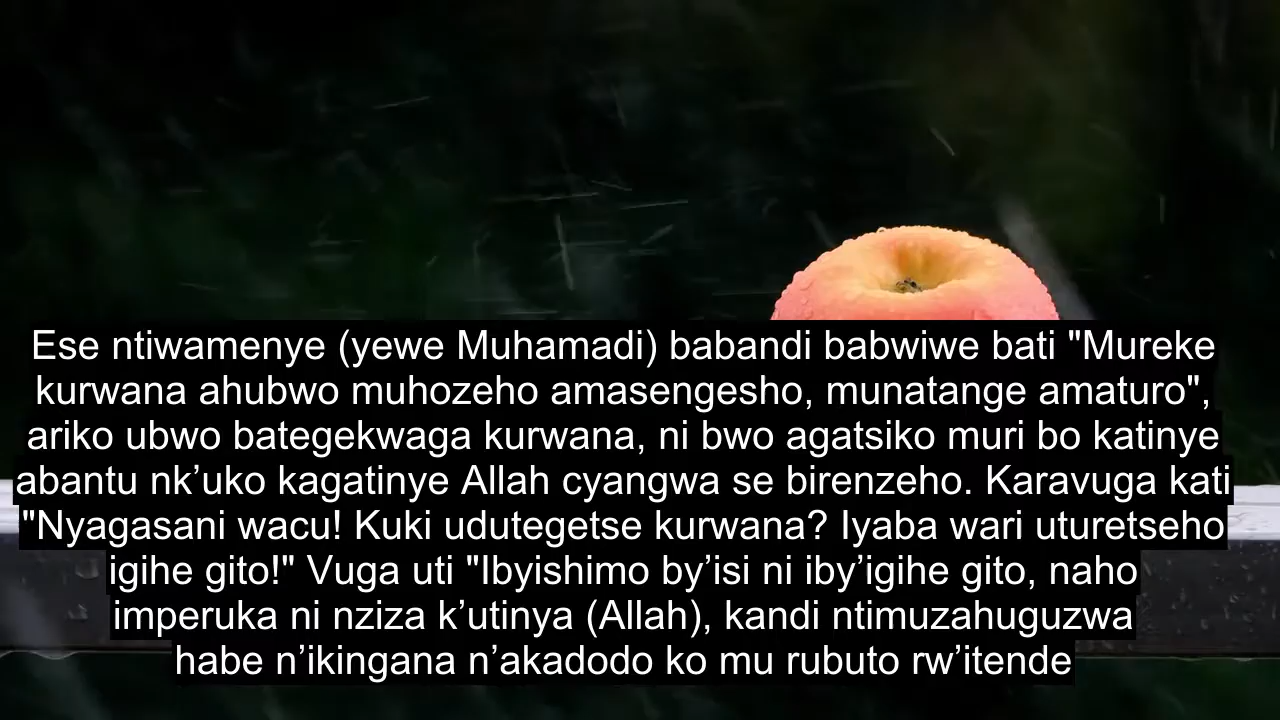 Ese ntiwamenye (yewe Muhamadi) babandi babwiwe bati "Mureke
kurwana ahubwo muhozeho amasengesho, munatange amaturo",
ariko ubwo bategekwaga kurwana, ni bwo agatsiko muri bo katinye
abantu nk’uko kagatinye Allah cyangwa se birenzeho. Karavuga kati
"Nyagasani wacu! Kuki udutegetse kurwana? Iyaba wari uturetseho
igihe gito!" Vuga uti "Ibyishimo by’isi ni iby’igihe gito, naho
imperuka ni nziza k’utinya (Allah), kandi ntimuzahuguzwa
habe n’ikingana n’akadodo ko mu rubuto rw’itende